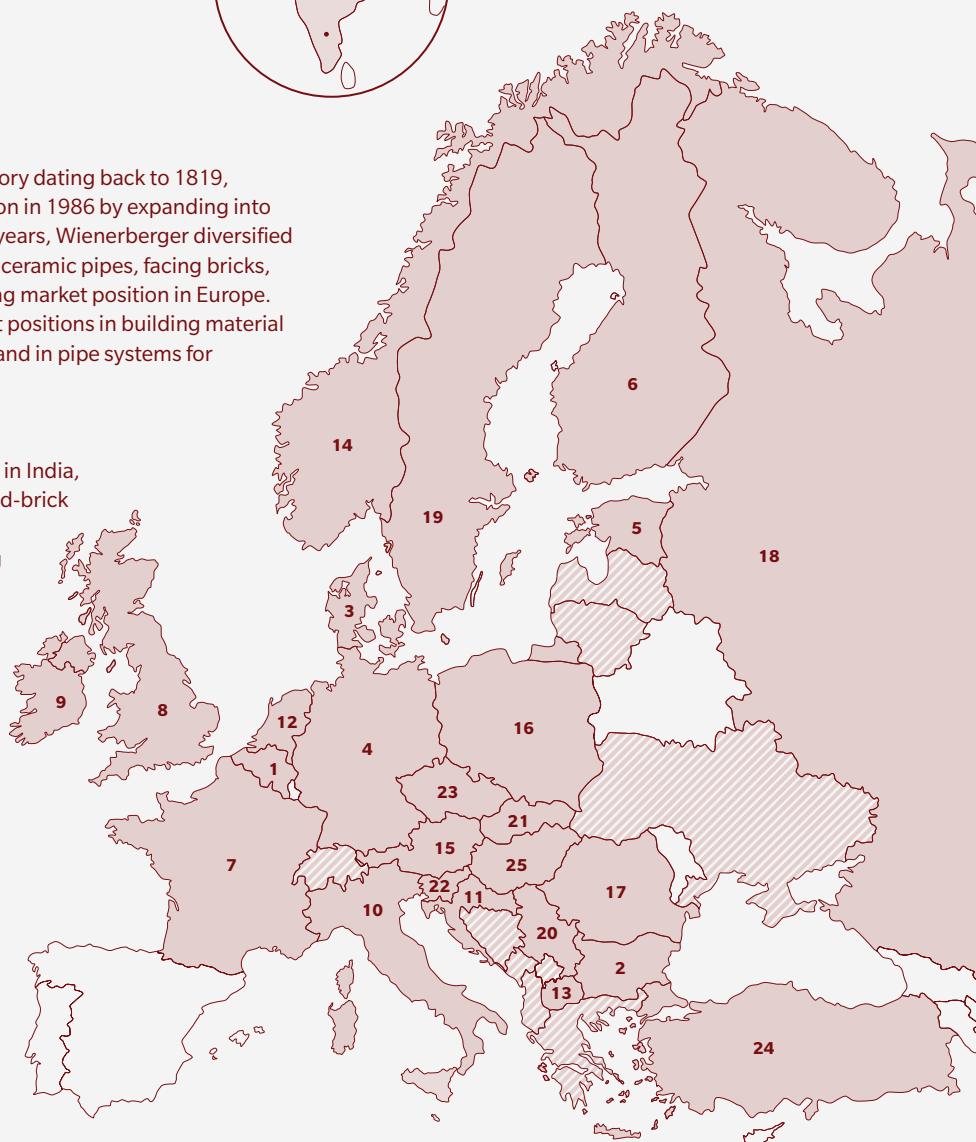 ory dating back to 1819,
on in 1986 by expanding into
years, Wienerberger diversified
ceramic pipes, facing bricks,
ng market position in Europe.
t positions in building material
and in pipe systems for
in India,
d-brick
6
14
19
5
18
3
9
8
12
16
1
4
23
21
15
7
25
22
11
17
10
20
2
13
24